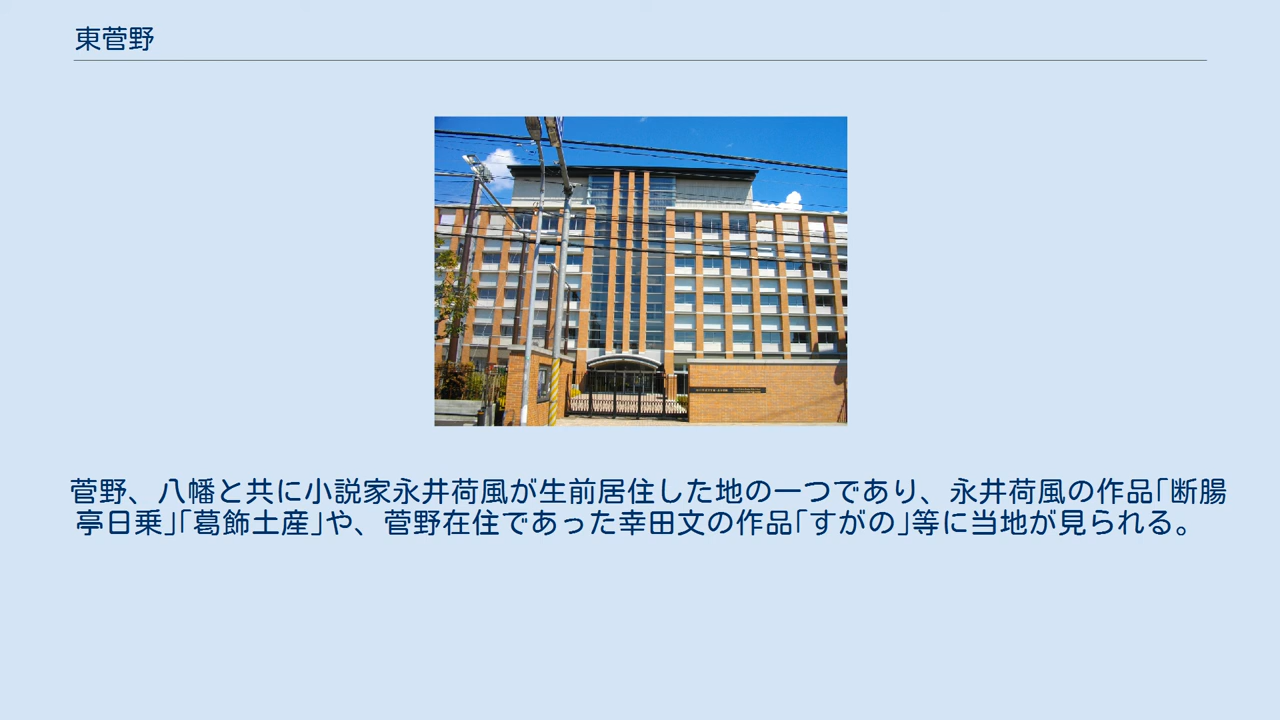 東菅野
菅野、八幡と共に小説家永井荷風が生前居住した地の一つであり、永井荷風の作品｢断腸
亭日乗｣｢葛飾土産｣や、菅野在住であった幸田文の作品｢すがの｣等に当地が見られる。